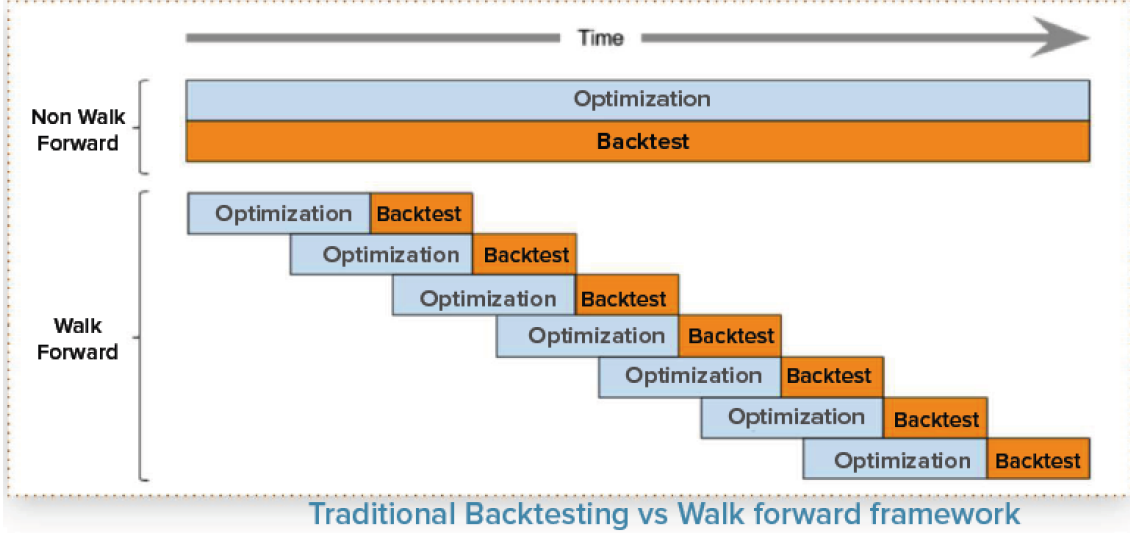 Time
Optimization
Non Walk
Forward
Backtest
Optimization Backtest
Optimization Backtest
Optimization Backtest
Walk
Forward
Optimization Backtest
Optimization Backtest
Optimization Backtest
Optimization Backtest
Traditional Backtesting vs Walk forward framework